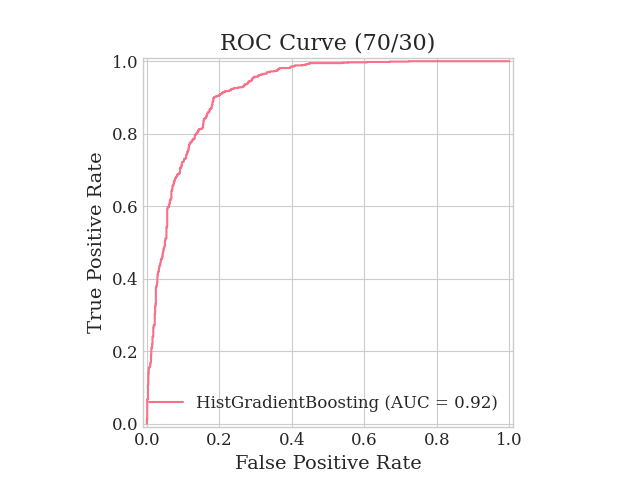 ROC Curve (70/30)
1.0
0.8
0.6
0.4
0.2
0.0
True Positive Rate
HistGradientBoosting (AUC = 0.92)
0.0 0.2 0.4 0.6 0.8 1.0
False Positive Rate